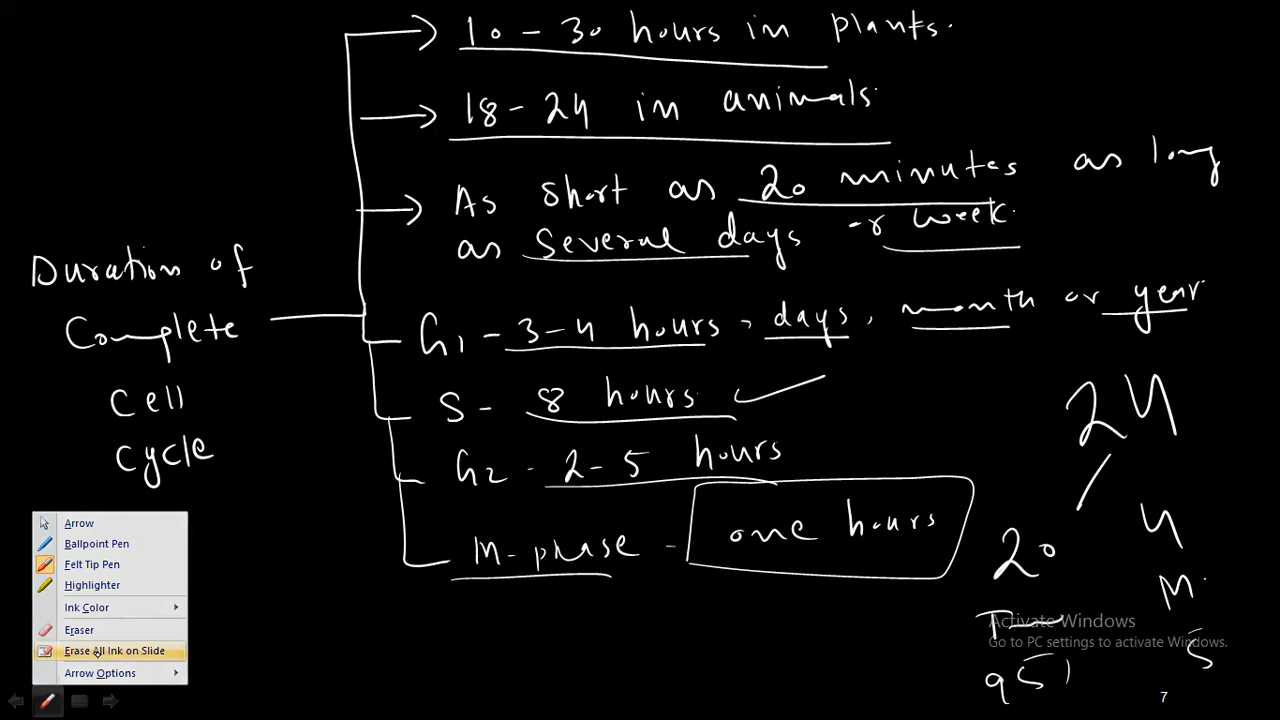 10 - 30 hours in plants.
18 - 24 in animals.
As short as 20 minutes as long
as several days or week.
Duration of
Complete
Cell
Cycle
G1 - 3-4 hours, days, month or year
S - 8 hours
G2 - 2-5 hours
M-phase - one hours
24
20
4
M
5
95%
Arrow
Ballpoint Pen
Felt Tip Pen
Highlighter
Ink Color
Eraser
Erase All Ink on Slide
Arrow Options
Activate Windows
Go to PC settings to activate Windows.
7